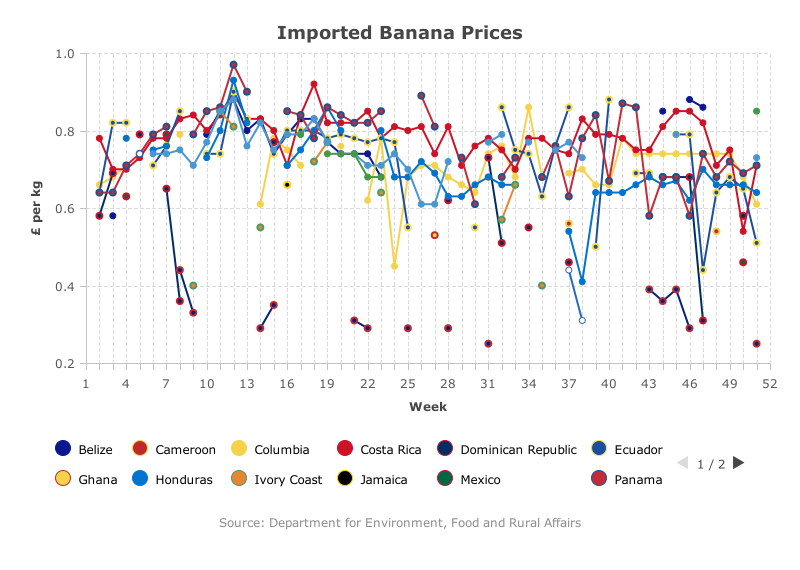 Imported Banana Prices
1.0
0.8
0.6
0.4
0.2
£ per kg
1 4 7 10 13 16 19 22 25 28 31 34 37 40 43 46 49 52
Week
Belize Cameroon Columbia Costa Rica Dominican Republic Ecuador
Ghana Honduras Ivory Coast Jamaica Mexico Panama
1 / 2
Source: Department for Environment, Food and Rural Affairs